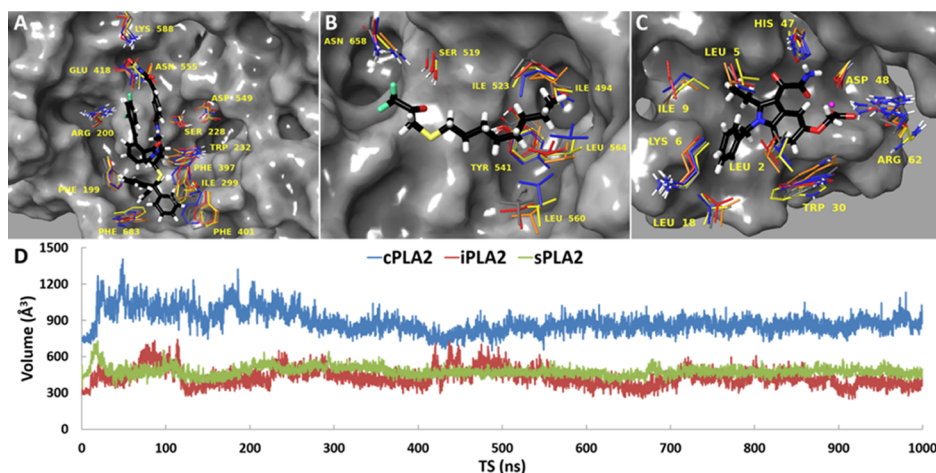 A
LYS 588
GLU 418
ASN 555
ASP 549
ARG 200
SER 228
TRP 232
PHE 397
PHE 199
ILE 299
PHE 683
PHE 401
B
ASN 658
SER 519
ILE 523
ILE 494
TYR 541
LEU 564
LEU 560
C
HIS 47
LEU 5
ASP 48
ILE 9
LYS 6
ARG 62
LEU 2
TRP 30
LEU 18
D
cPLA2 iPLA2 sPLA2
Volume (Å³)
1500
1200
900
600
300
0
0 100 200 300 400 500 600 700 800 900 1000
TS (ns)